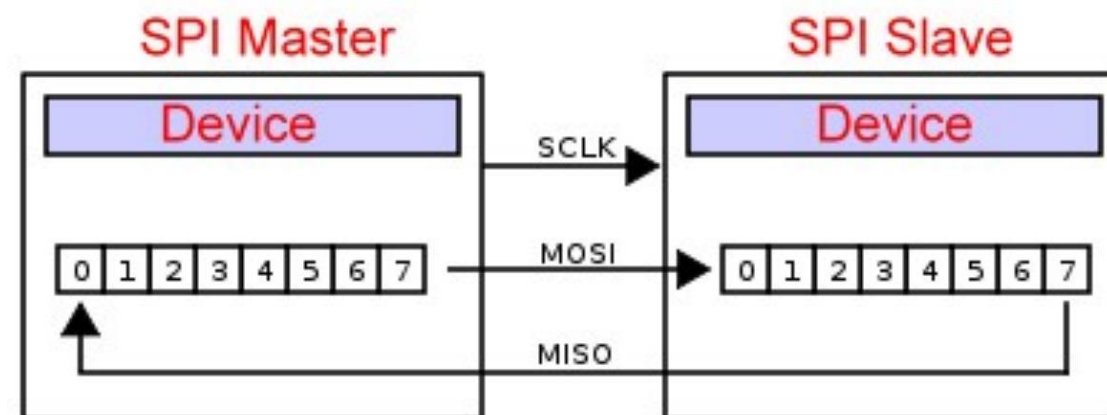 SPI Master
SPI Slave
Device
Device
SCLK
0 1 2 3 4 5 6 7
MOSI
0 1 2 3 4 5 6 7
MISO